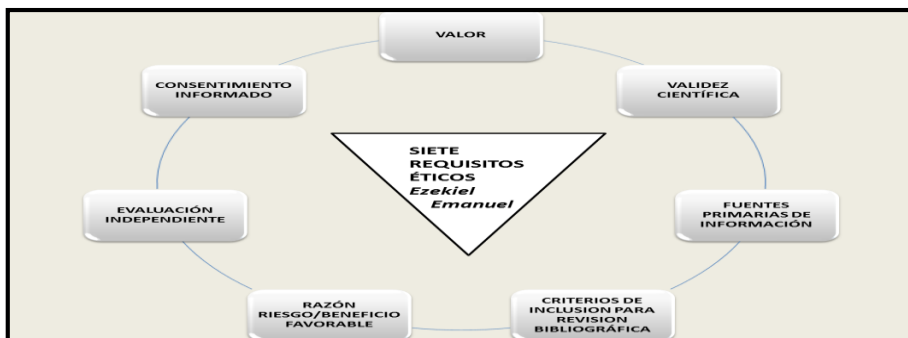 VALOR
VALIDEZ
CIENTÍFICA
FUENTES
PRIMARIAS DE
INFORMACIÓN
CRITERIOS DE
INCLUSION PARA
REVISION
BIBLIOGRÁFICA
RAZÓN
RIESGO/BENEFICIO
FAVORABLE
EVALUACIÓN
INDEPENDIENTE
CONSENTIMIENTO
INFORMADO
SIETE
REQUISITOS
ÉTICOS
Ezekiel
Emanuel